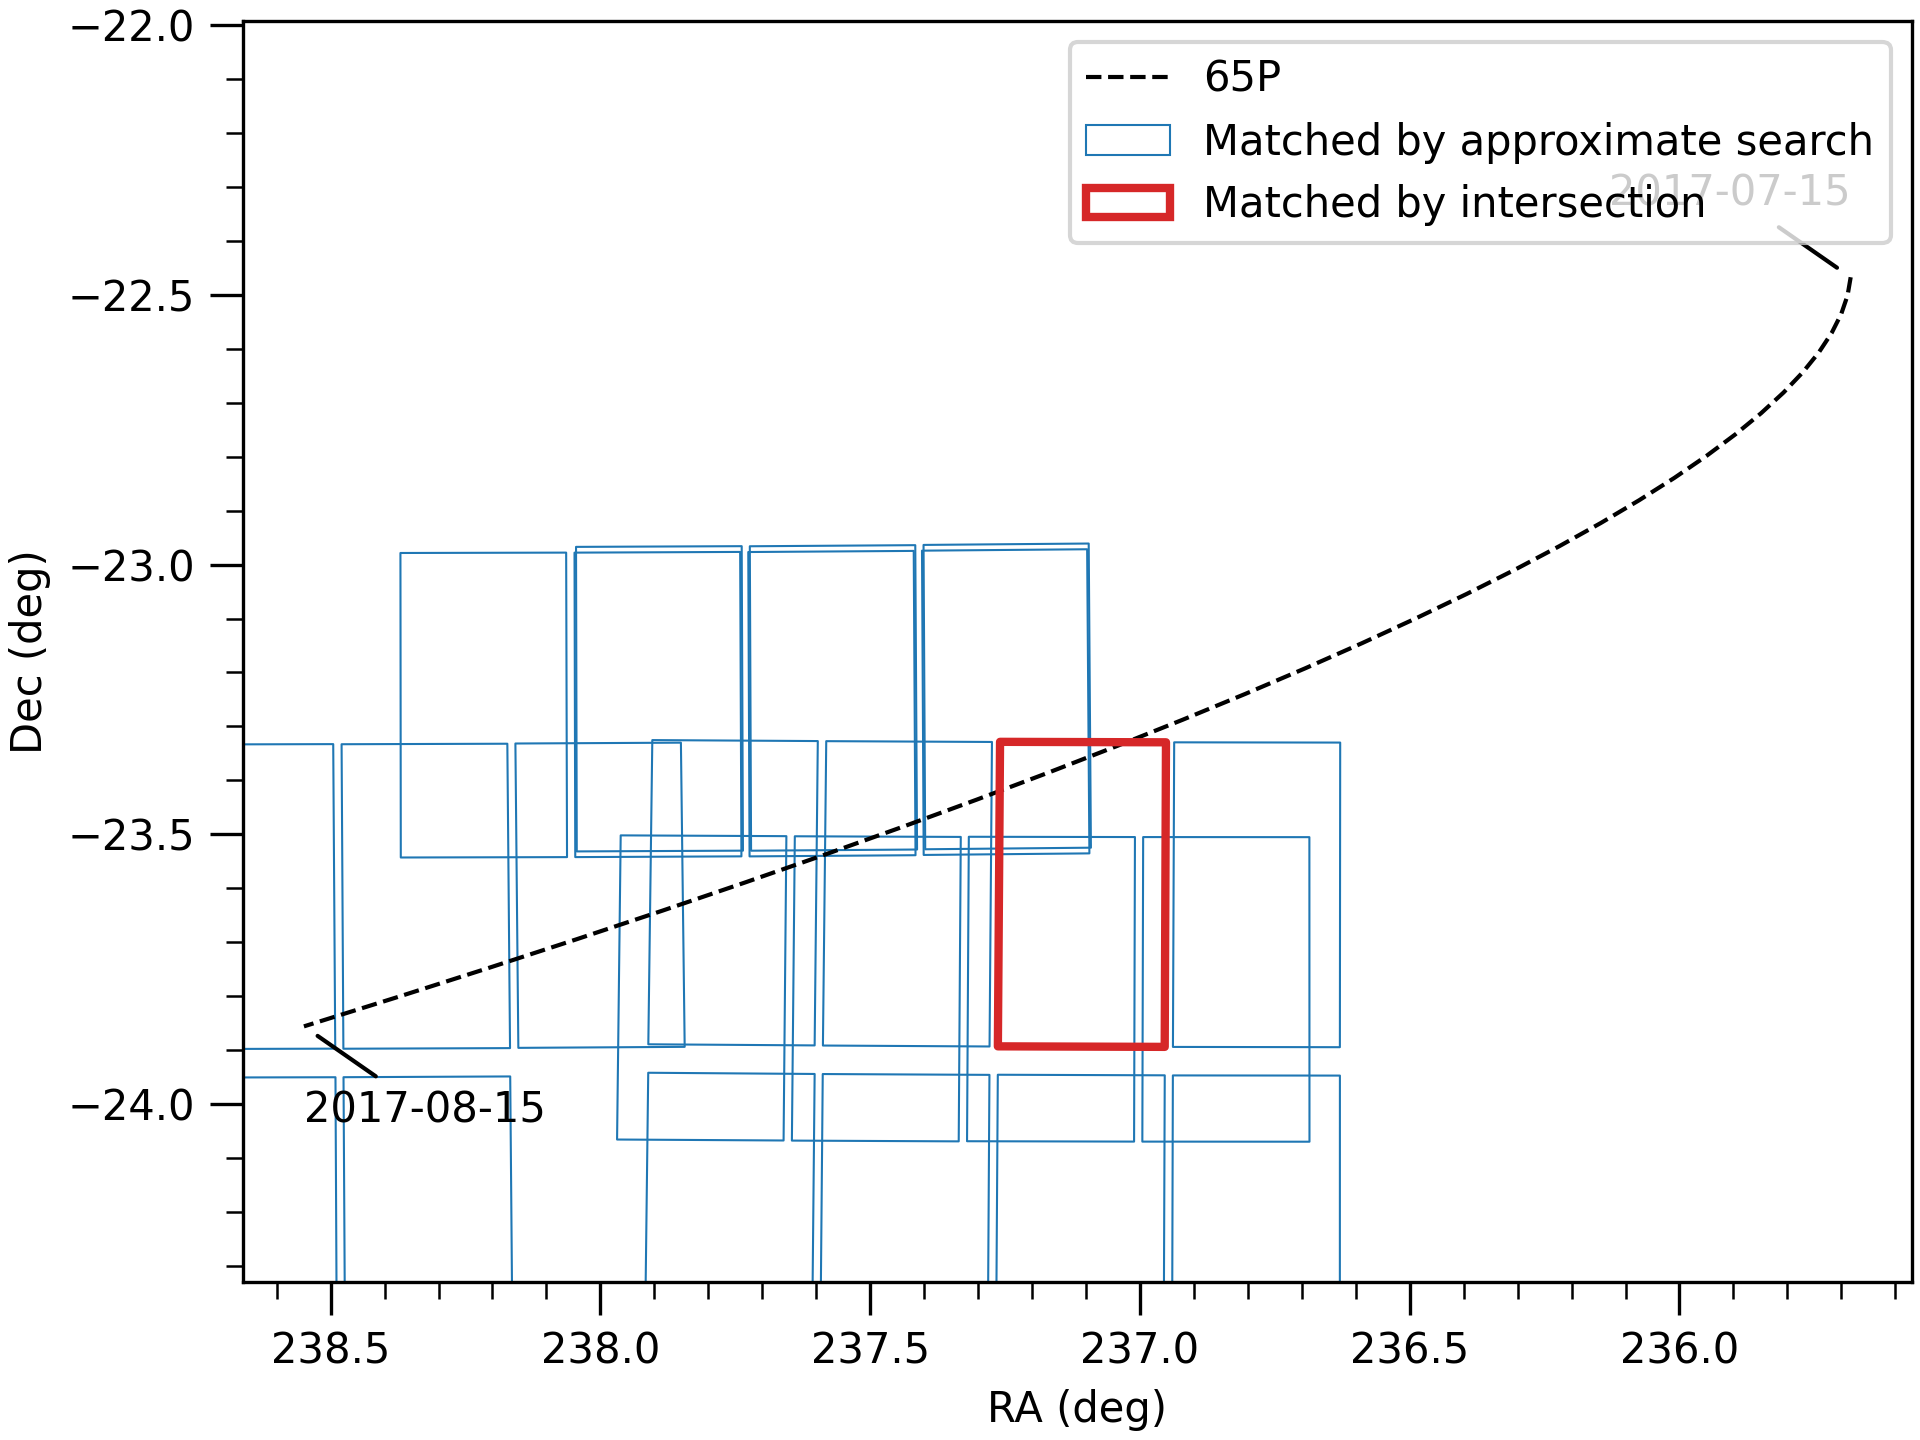 −22.0
−22.5
−23.0
−23.5
−24.0
Dec (deg)
65P
Matched by approximate search
2017-07-15
Matched by intersection
2017-08-15
238.5 238.0 237.5 237.0 236.5 236.0
RA (deg)